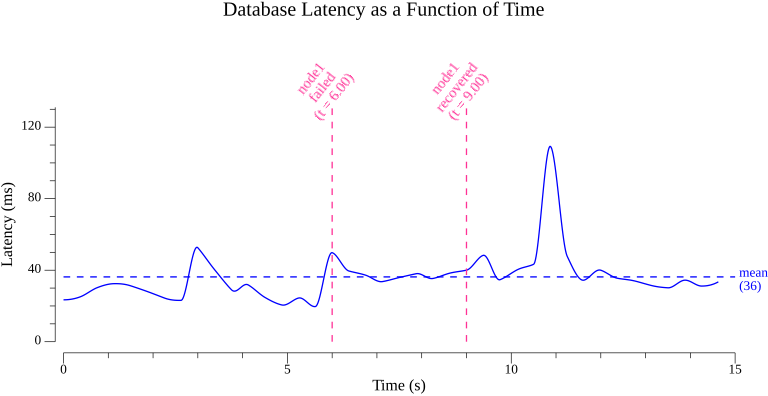 Database Latency as a Function of Time
node1
failed
(t = 6.00)
node1
recovered
(t = 9.00)
120
80
40
0
Latency (ms)
mean
(36)
0
5
10
15
Time (s)